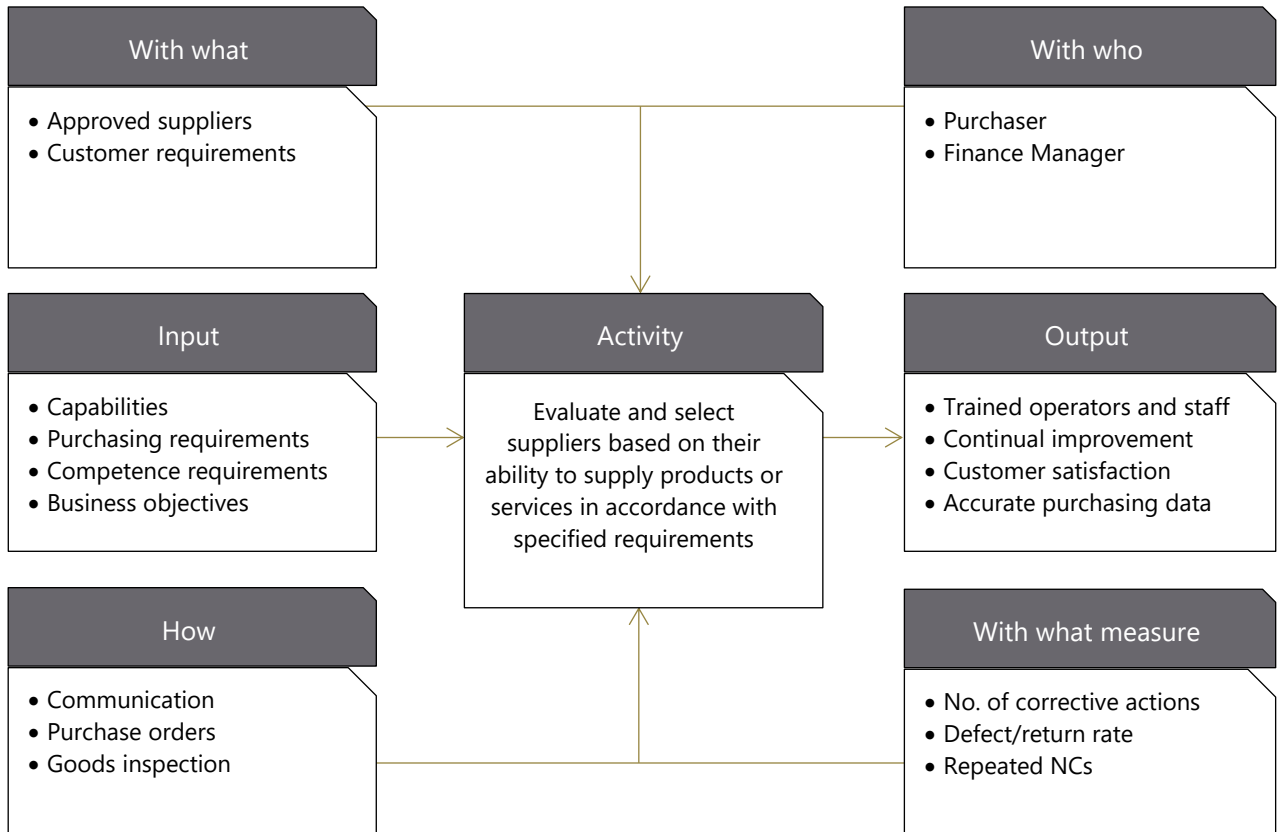 With what
• Approved suppliers
• Customer requirements
With who
• Purchaser
• Finance Manager
Input
• Capabilities
• Purchasing requirements
• Competence requirements
• Business objectives
Activity
Evaluate and select
suppliers based on their
ability to supply products or
services in accordance with
specified requirements
Output
• Trained operators and staff
• Continual improvement
• Customer satisfaction
• Accurate purchasing data
How
• Communication
• Purchase orders
• Goods inspection
With what measure
• No. of corrective actions
• Defect/return rate
• Repeated NCs